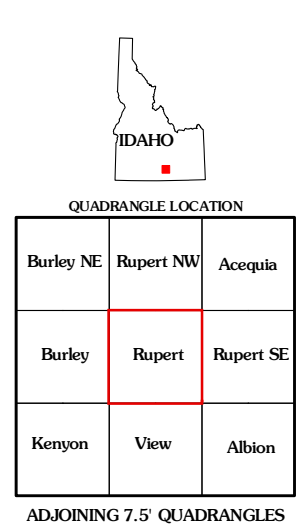 IDAHO
QUADRANGLE LOCATION
Burley NE Rupert NW Acequia
Burley Rupert Rupert SE
Kenyon View Albion
ADJOINING 7.5' QUADRANGLES